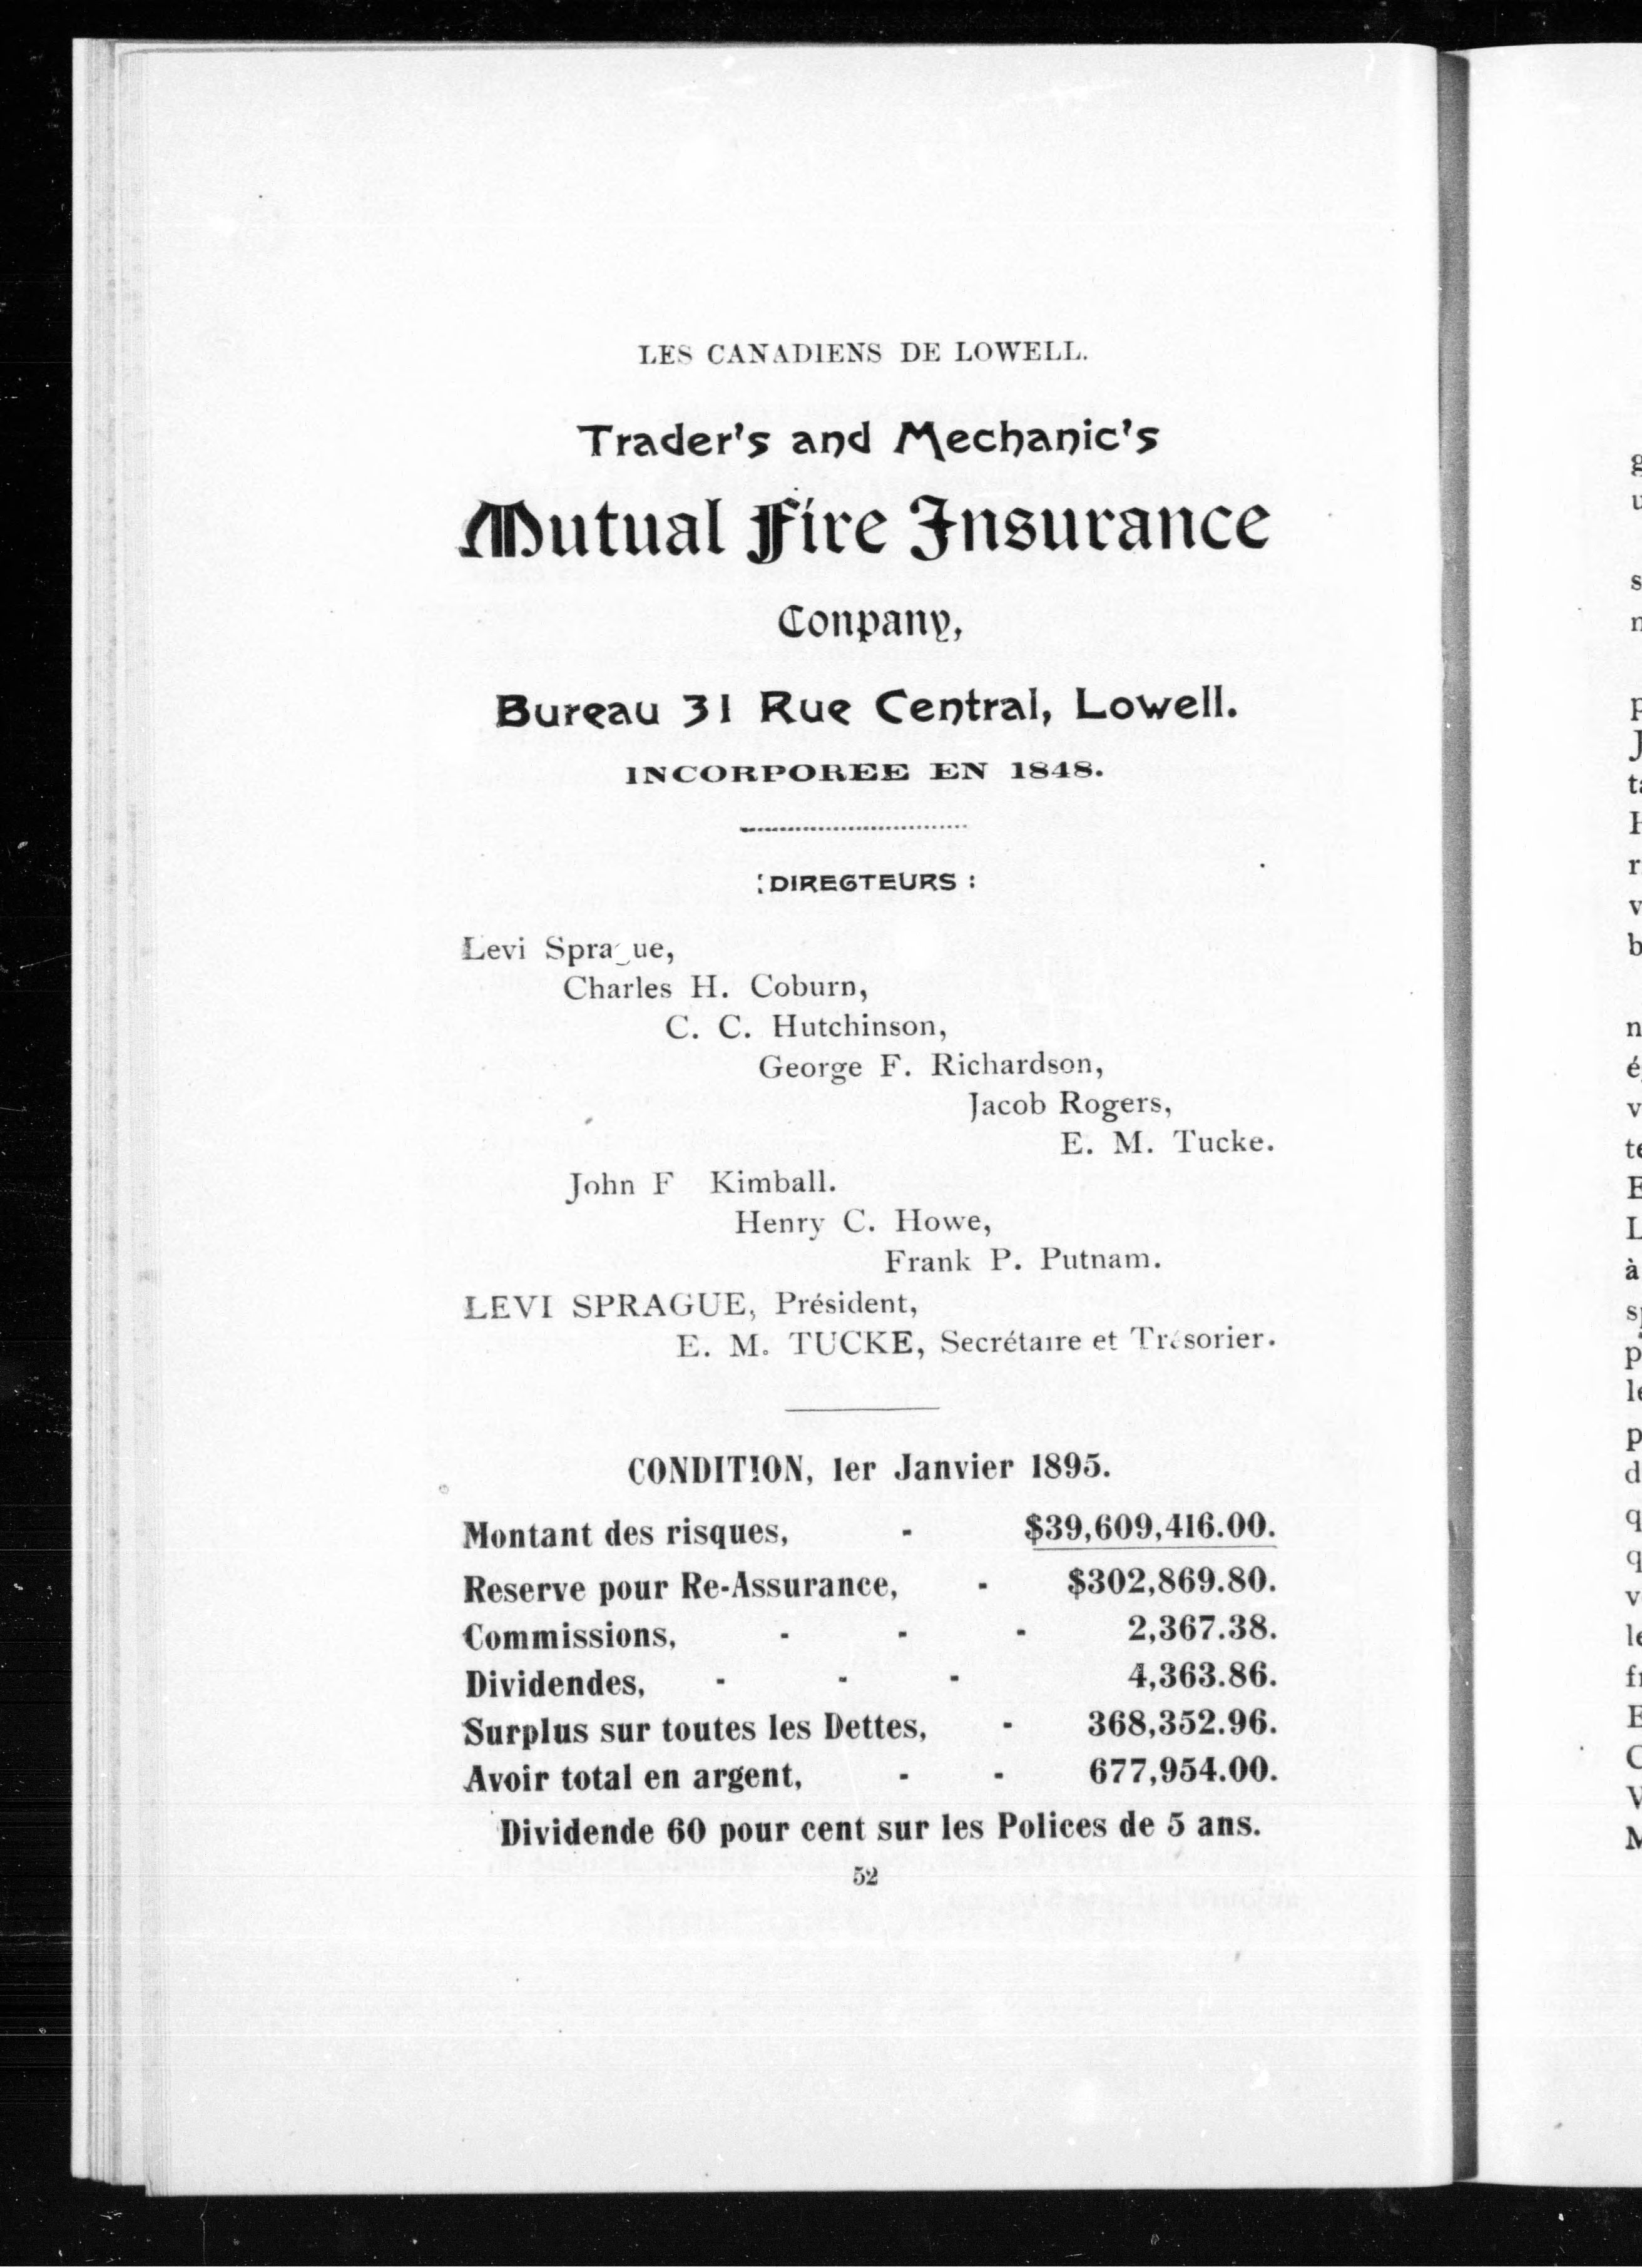 LES CANADIENS DE LOWELL.
Trader's and Mechanic's
Mutual Fire Insurance
Conpany,
Bureau 31 Rue Central, Lowell.
INCORPOREE EN 1848.
:DIREGTEURS :
Levi Spra ue,
Charles H. Coburn,
C. C. Hutchinson,
George F. Richardson,
Jacob Rogers,
E. M. Tucke.
John F Kimball.
Henry C. Howe,
Frank P. Putnam.
LEVI SPRAGUE, Président,
E. M. TUCKE, Secrétaire et Trésorier.
CONDITION, 1er Janvier 1895.
Montant des risques, - $39,609,416.00.
Reserve pour Re-Assurance, - $302,869.80.
Commissions, - - - 2,367.38.
Dividendes, - - - 4,363.86.
Surplus sur toutes les Dettes, - 368,352.96.
Avoir total en argent, - - 677,954.00.
Dividende 60 pour cent sur les Polices de 5 ans.
52